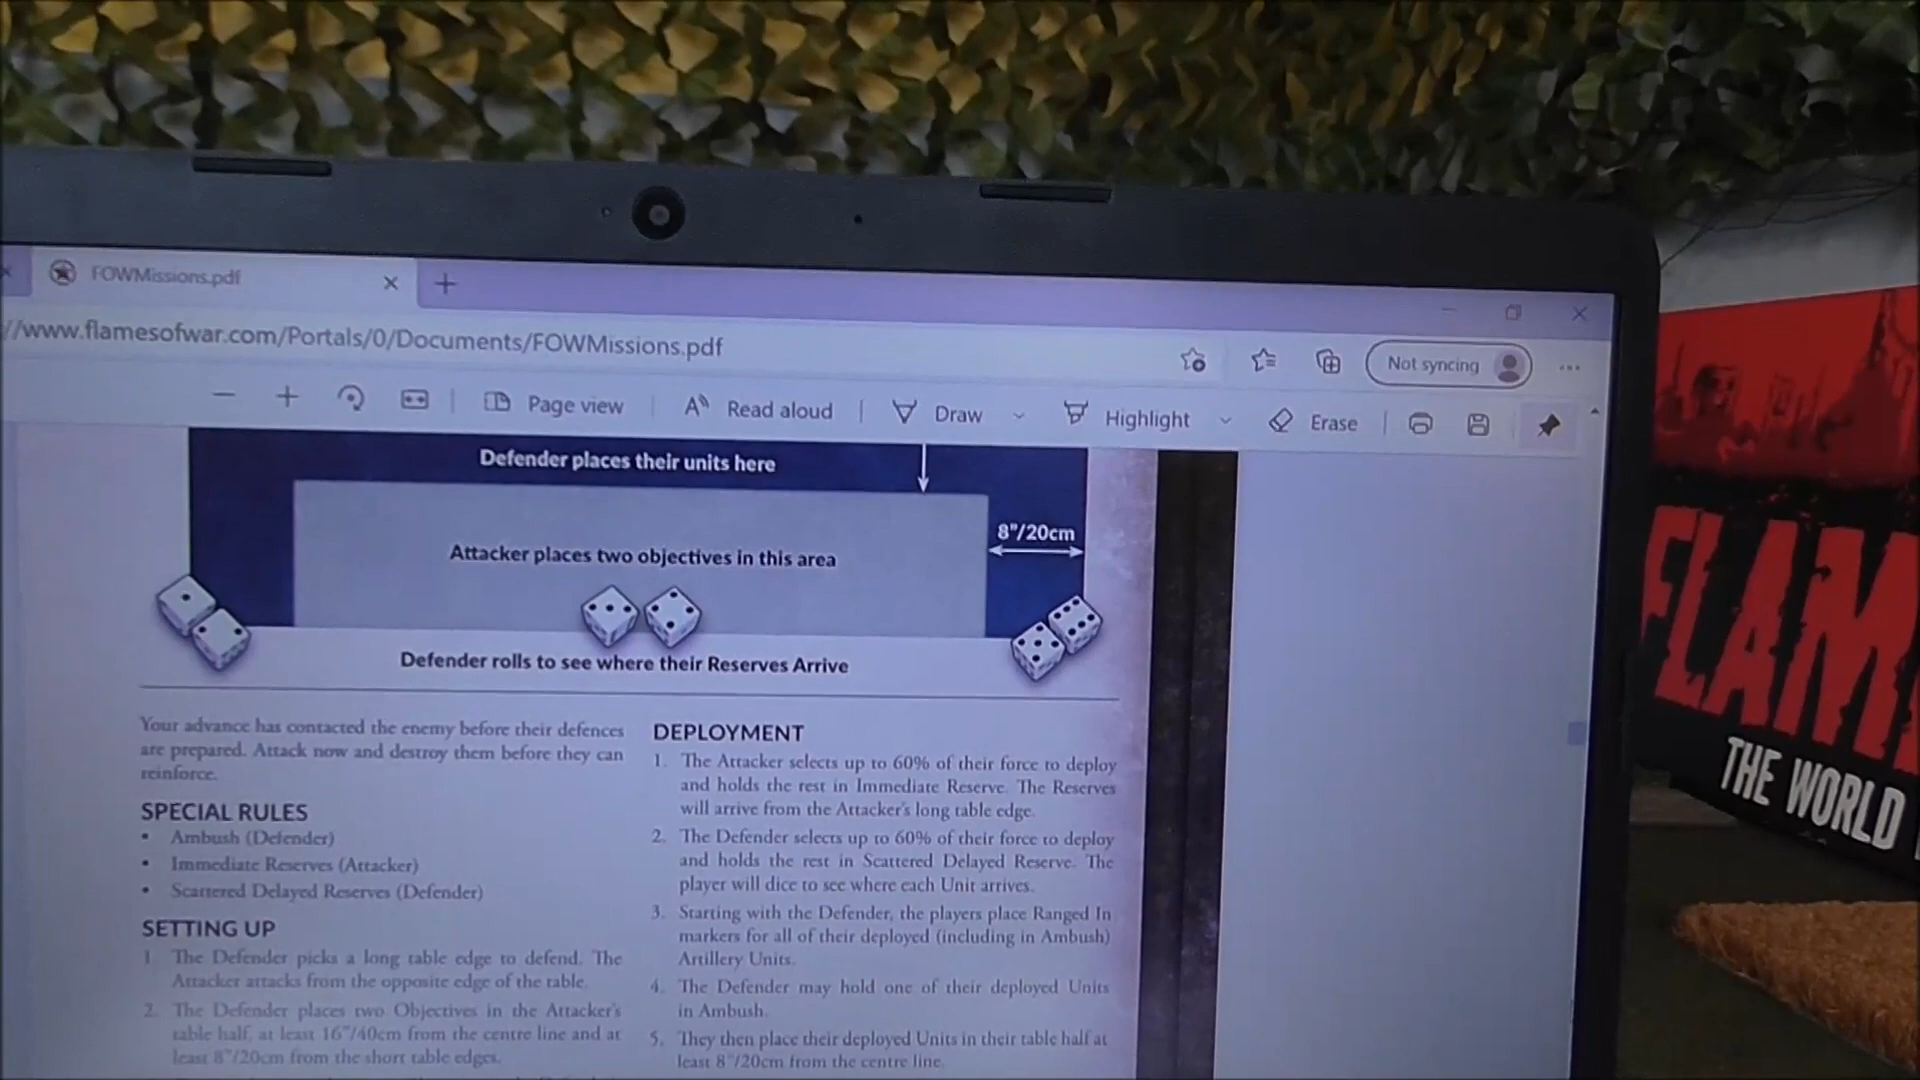 FOWMissions.pdf
//www.flamesofwar.com/Portals/0/Documents/FOWMissions.pdf
Not syncing
Page view
Read aloud
Draw
Highlight
Erase
Defender places their units here
8"/20cm
Attacker places two objectives in this area
Defender rolls to see where their Reserves Arrive
Your advance has contacted the enemy before their defences
are prepared. Attack now and destroy them before they can
reinforce.
SPECIAL RULES
• Ambush (Defender)
• Immediate Reserves (Attacker)
• Scattered Delayed Reserves (Defender)
SETTING UP
1. The Defender picks a long table edge to defend. The
Attacker attacks from the opposite edge of the table.
2. The Defender places two Objectives in the Attacker's
table half, at least 16"/40cm from the centre line and at
least 8"/20cm from the short table edges.
DEPLOYMENT
1. The Attacker selects up to 60% of their force to deploy
and holds the rest in Immediate Reserve. The Reserves
will arrive from the Attacker's long table edge.
2. The Defender selects up to 60% of their force to deploy
and holds the rest in Scattered Delayed Reserve. The
player will dice to see where each Unit arrives.
3. Starting with the Defender, the players place Ranged In
markers for all of their deployed (including in Ambush)
Artillery Units.
4. The Defender may hold one of their deployed Units
in Ambush.
5. They then place their deployed Units in their table half at
least 8"/20cm from the centre line.
FLAM
THE WORLD